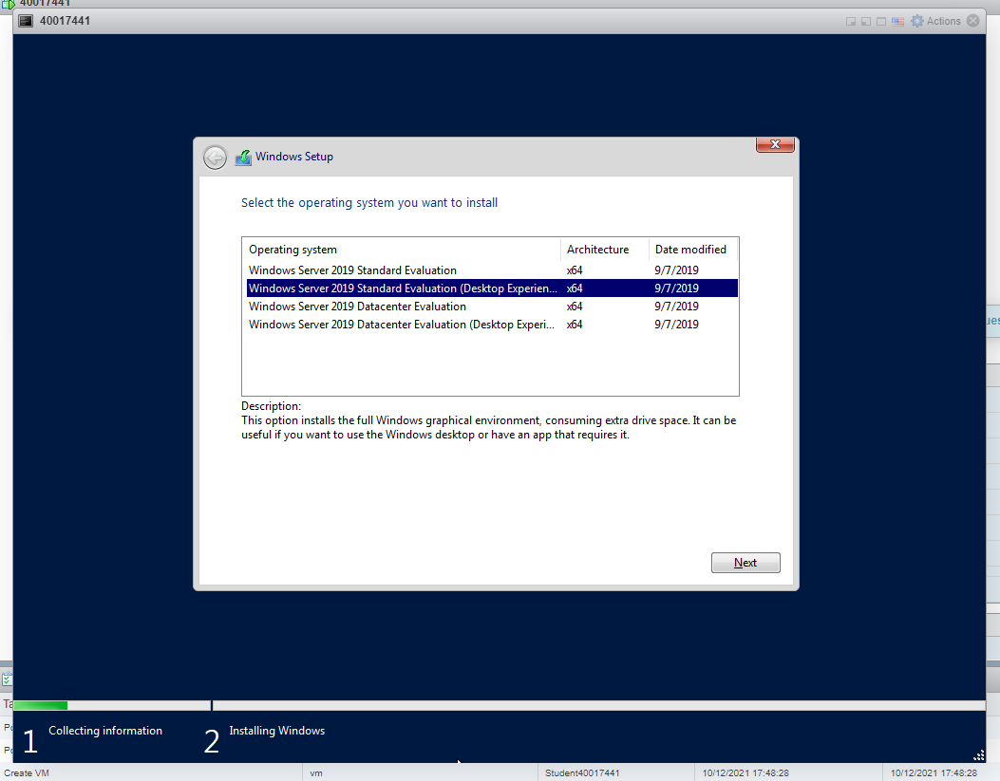 40017441
40017441 Actions
Windows Setup
Select the operating system you want to install
Operating system Architecture Date modified
Windows Server 2019 Standard Evaluation x64 9/7/2019
Windows Server 2019 Standard Evaluation (Desktop Experien... x64 9/7/2019
Windows Server 2019 Datacenter Evaluation x64 9/7/2019
Windows Server 2019 Datacenter Evaluation (Desktop Experi... x64 9/7/2019
Description:
This option installs the full Windows graphical environment, consuming extra drive space. It can be
useful if you want to use the Windows desktop or have an app that requires it.
Next
1 Collecting information 2 Installing Windows
Create VM vm Student40017441 10/12/2021 17:48:28 10/12/2021 17:48:28